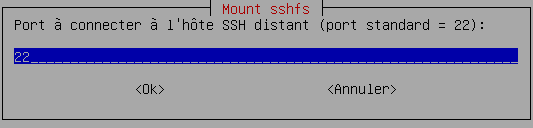 Mount sshfs
Port à connecter à l'hôte SSH distant (port standard = 22):
22
<Ok> <Annuler>